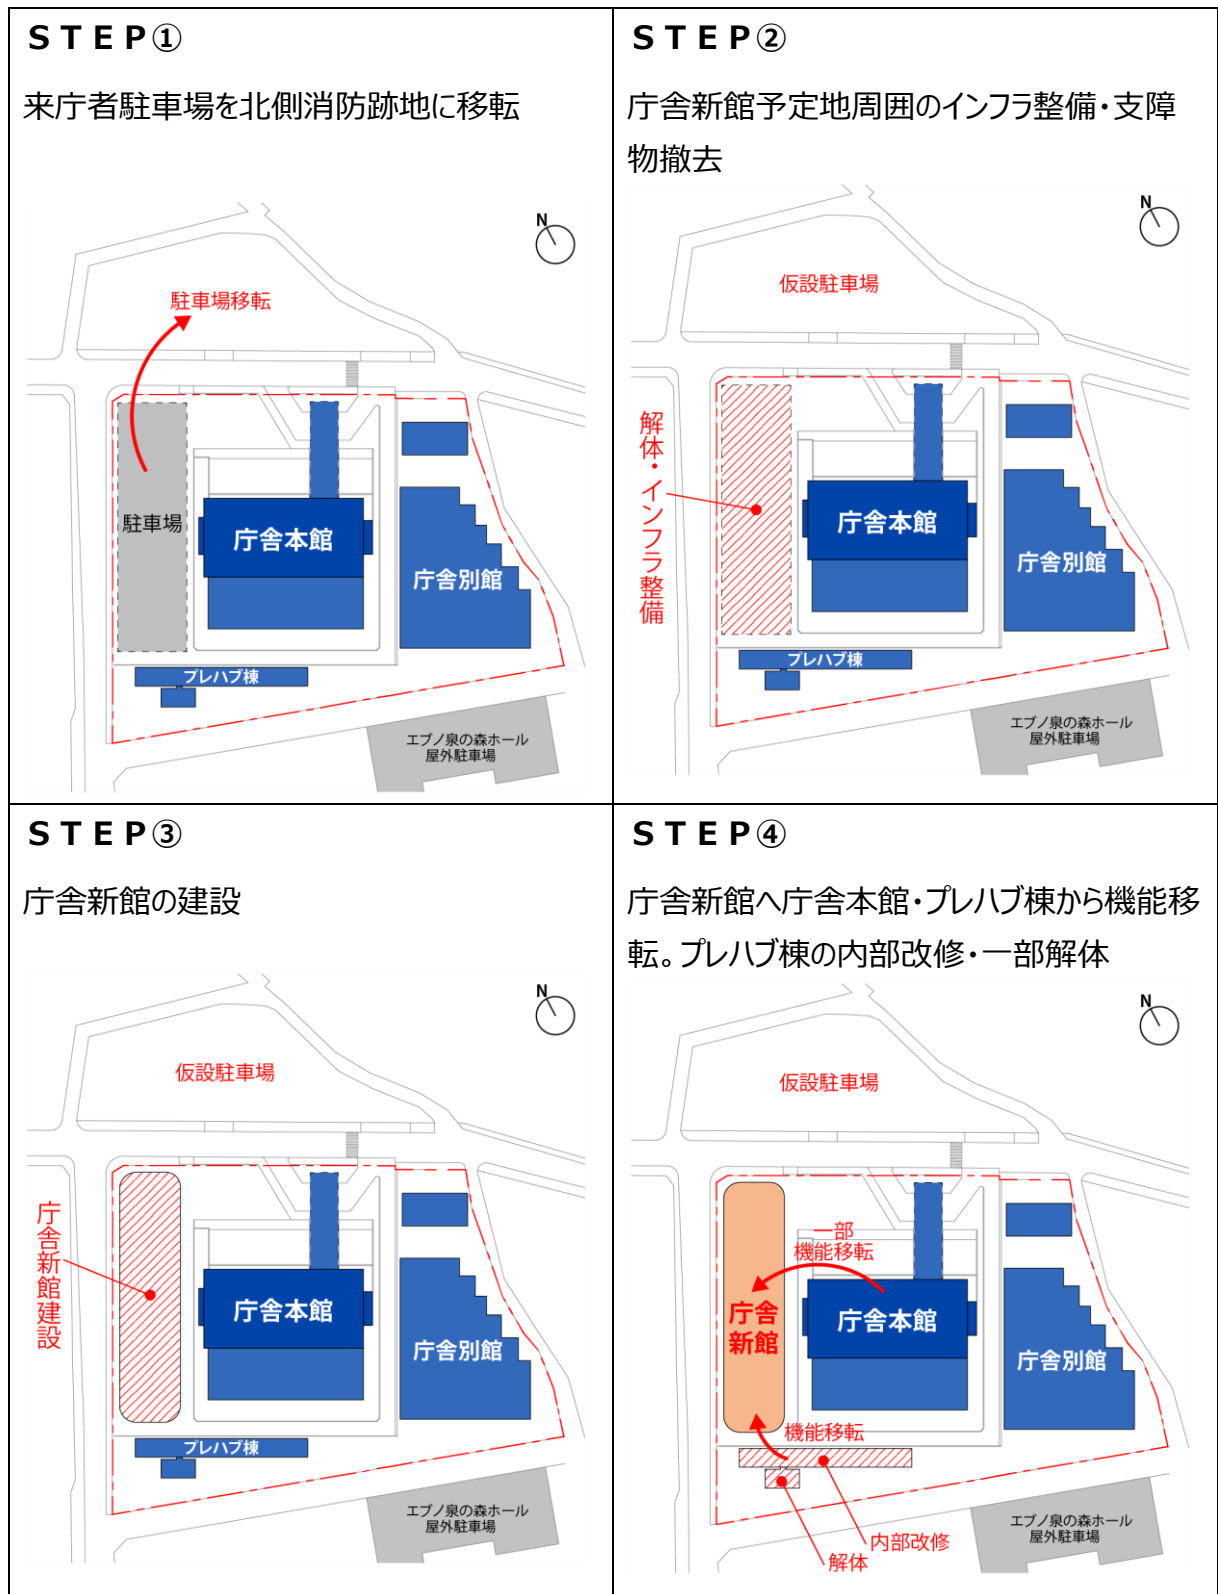 ＳＴＥＰ①
来庁者駐車場を北側消防跡地に移転
N
駐車場移転
駐車場
庁舎本館
庁舎別館
プレハブ棟
エブノ泉の森ホール
屋外駐車場
ＳＴＥＰ②
庁舎新館予定地周囲のインフラ整備・支障
物撤去
N
仮設駐車場
解体・インフラ整備
庁舎本館
庁舎別館
プレハブ棟
エブノ泉の森ホール
屋外駐車場
ＳＴＥＰ③
庁舎新館の建設
N
仮設駐車場
庁舎新館建設
庁舎本館
庁舎別館
プレハブ棟
エブノ泉の森ホール
屋外駐車場
ＳＴＥＰ④
庁舎新館へ庁舎本館・プレハブ棟から機能移
転。プレハブ棟の内部改修・一部解体
N
仮設駐車場
一部
機能移転
庁舎
新館
庁舎本館
庁舎別館
機能移転
エブノ泉の森ホール
屋外駐車場
内部改修
解体